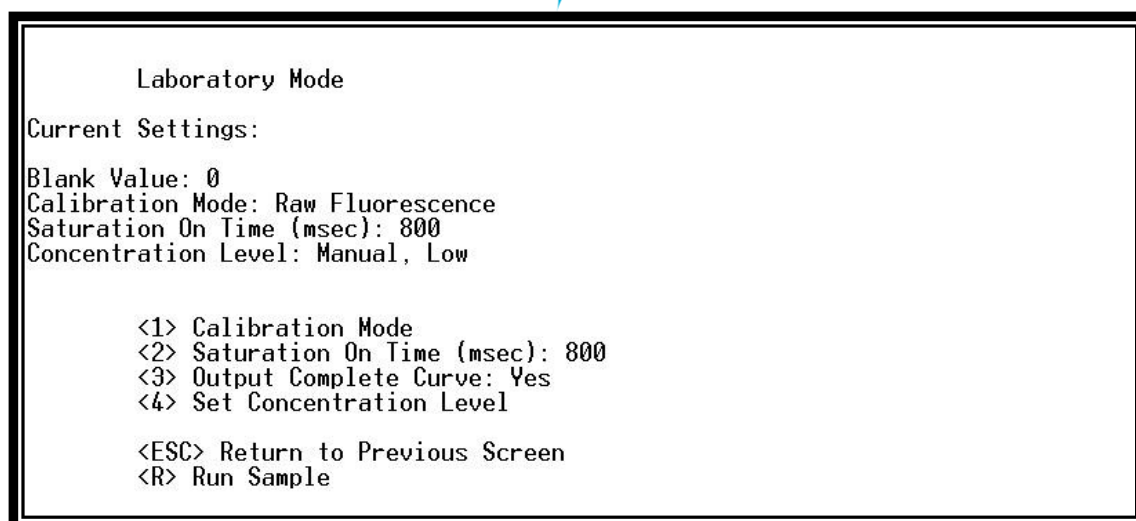 Laboratory Mode
Current Settings:
Blank Value: 0
Calibration Mode: Raw Fluorescence
Saturation On Time (msec): 800
Concentration Level: Manual, Low
<1> Calibration Mode
<2> Saturation On Time (msec): 800
<3> Output Complete Curve: Yes
<4> Set Concentration Level
<ESC> Return to Previous Screen
<R> Run Sample